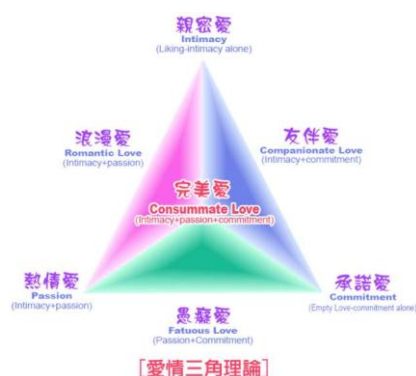 親密愛
Intimacy
(Liking-intimacy alone)
浪漫愛
Romantic Love
(Intimacy+passion)
友伴愛
Companionate Love
(Intimacy+commitment)
完美愛
Consummate Love
(Intimacy+passion+commitment)
熱情愛
Passion
(Intimacy+passion)
愚癡愛
Fatuous Love
(Passion+Commitment)
承諾愛
Commitment
(Empty Love-commitment alone)
[愛情三角理論]